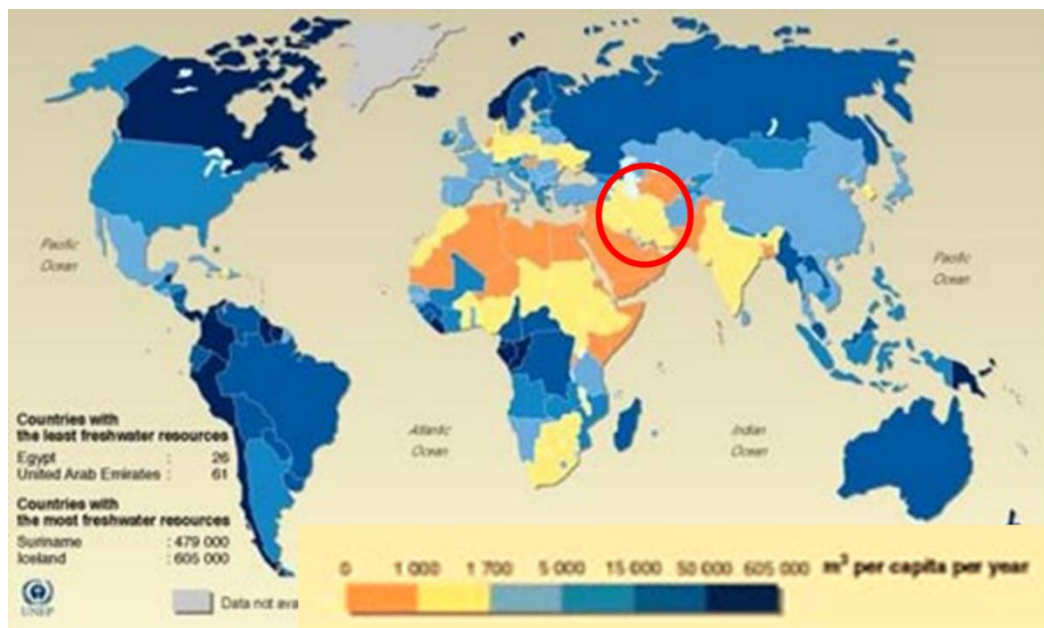 Pacific
Ocean
Pacific
Ocean
Atlantic
Ocean
Indian
Ocean
Countries with
the least freshwater resources
Egypt : 26
United Arab Emirates : 61
Countries with
the most freshwater resources
Suriname : 479 000
Iceland : 605 000
UNEP
Data not ava
0 1 000 1 700 5 000 15 000 50 000 605 000 m³ per capita per year